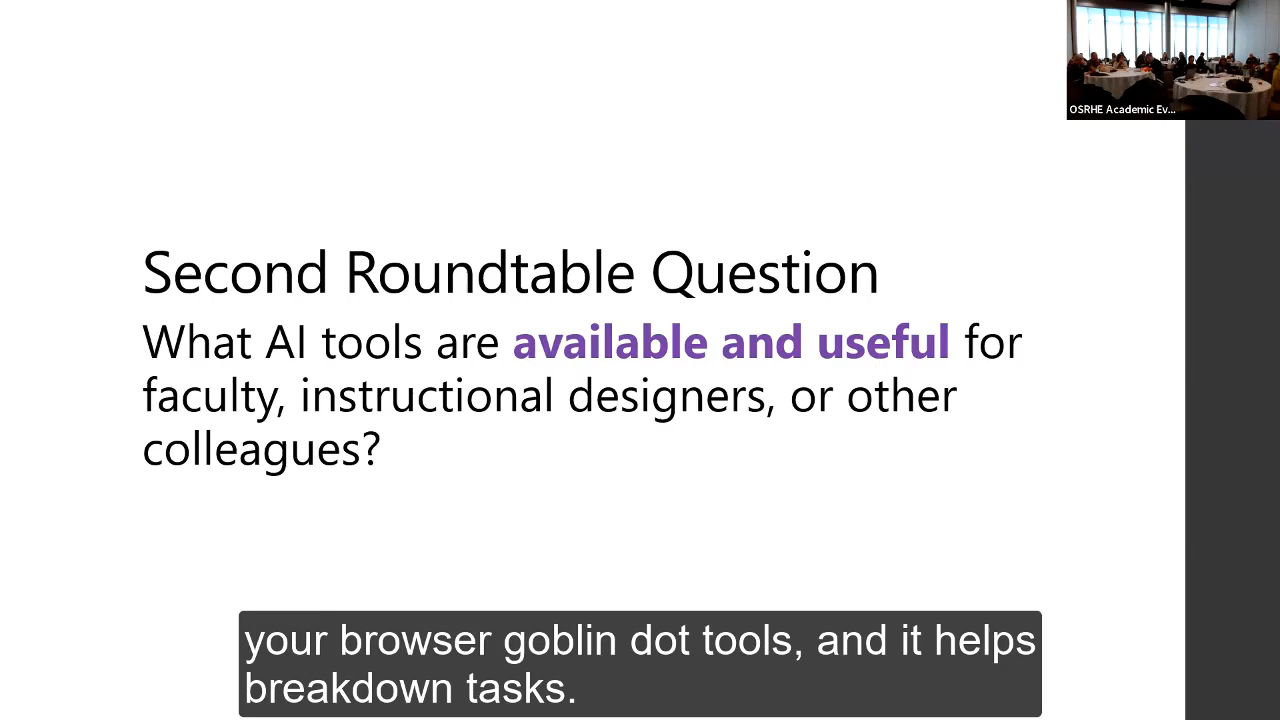 OSRHE Academic Ev...
Second Roundtable Question
What AI tools are available and useful for
faculty, instructional designers, or other
colleagues?
your browser goblin dot tools, and it helps
breakdown tasks.